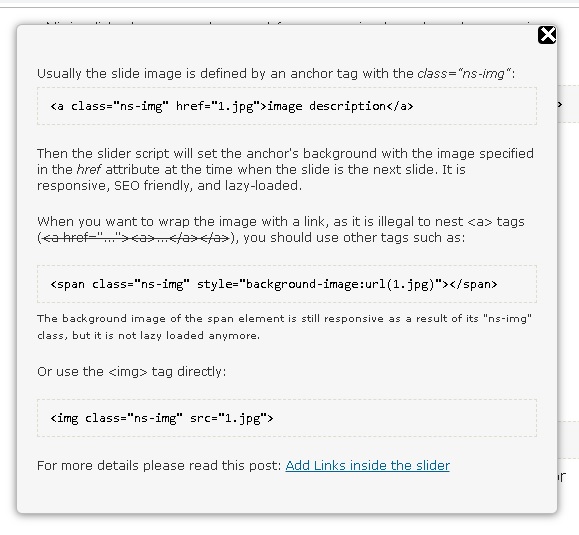 Usually the slide image is defined by an anchor tag with the class="ns-img":
<a class="ns-img" href="1.jpg">image description</a>
Then the slider script will set the anchor's background with the image specified
in the href attribute at the time when the slide is the next slide. It is
responsive, SEO friendly, and lazy-loaded.
When you want to wrap the image with a link, as it is illegal to nest <a> tags
(<a href="..."><a>...</a></a>), you should use other tags such as:
<span class="ns-img" style="background-image:url(1.jpg)"></span>
The background image of the span element is still responsive as a result of its "ns-img"
class, but it is not lazy loaded anymore.
Or use the <img> tag directly:
<img class="ns-img" src="1.jpg">
For more details please read this post: Add Links inside the slider